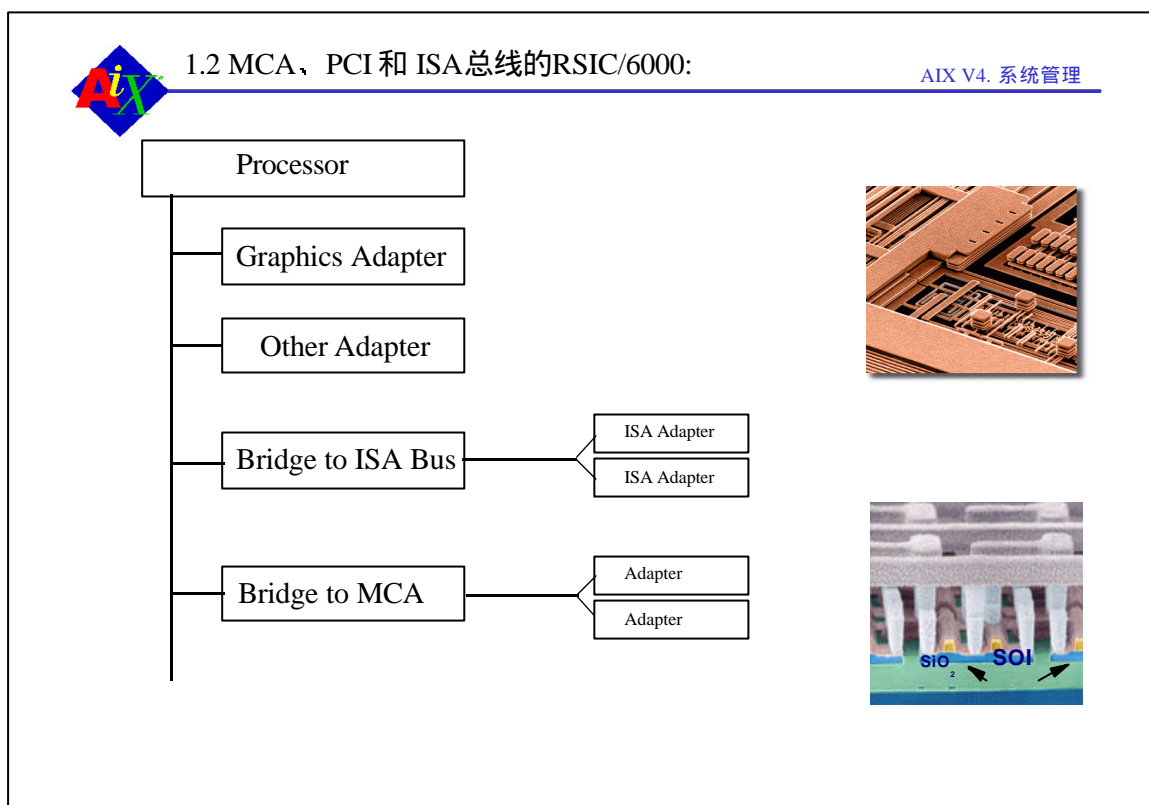 AiX
1.2 MCA、PCI 和 ISA总线的RSIC/6000:
AIX V4. 系统管理
Processor
Graphics Adapter
Other Adapter
Bridge to ISA Bus
ISA Adapter
ISA Adapter
Bridge to MCA
Adapter
Adapter
SiO2
SOI